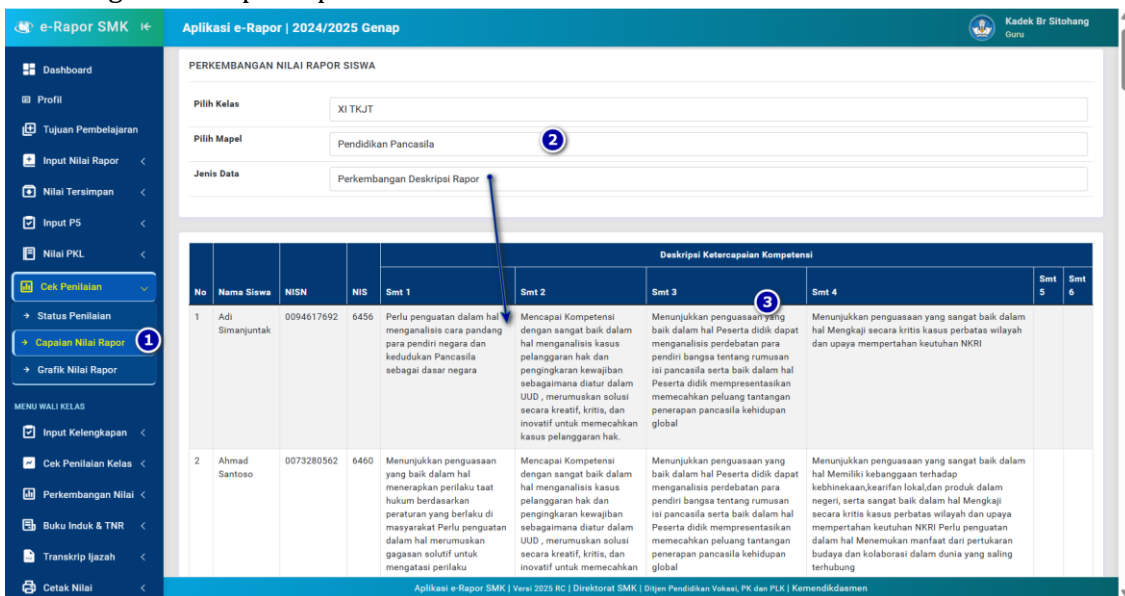 e-Rapor SMK
Aplikasi e-Rapor | 2024/2025 Genap
Kadek Br Sitohang
Guru
Dashboard
Profil
Tujuan Pembelajaran
Input Nilai Rapor
Nilai Tersimpan
Input P5
Nilai PKL
Cek Penilaian
Status Penilaian
Capaian Nilai Rapor
1
Grafik Nilai Rapor
MENU WALI KELAS
Input Kelengkapan
Cek Penilaian Kelas
Perkembangan Nilai
Buku Induk & TNR
Transkrip Ijazah
Cetak Nilai
PERKEMBANGAN NILAI RAPOR SISWA
Pilih Kelas
XI TKJT
Pilih Mapel
Pendidikan Pancasila
2
Jenis Data
Perkembangan Deskripsi Rapor
Deskripsi Ketercapaian Kompetensi
No
Nama Siswa
NISN
NIS
Smt 1
Smt 2
Smt 3
3
Smt 4
Smt
5
Smt
6
1
Adi
Simanjuntak
0094617692
6456
Perlu penguatan dalam hal
menganalisis cara pandang
para pendiri negara dan
kedudukan Pancasila
sebagai dasar negara
Mencapai Kompetensi
dengan sangat baik dalam
hal menganalisis kasus
pelanggaran hak dan
pengingkaran kewajiban
sebagaimana diatur dalam
UUD , merumuskan solusi
secara kreatif, kritis, dan
inovatif untuk memecahkan
kasus pelanggaran hak.
Menunjukkan penguasaan yang
baik dalam hal Peserta didik dapat
menganalisis perdebatan para
pendiri bangsa tentang rumusan
isi pancasila serta baik dalam hal
Peserta didik mempresentasikan
memecahkan peluang tantangan
penerapan pancasila kehidupan
global
Menunjukkan penguasaan yang sangat baik dalam
hal Mengkaji secara kritis kasus perbatas wilayah
dan upaya mempertahan keutuhan NKRI
2
Ahmad
Santoso
0073280562
6460
Menunjukkan penguasaan
yang baik dalam hal
menerapkan perilaku taat
hukum berdasarkan
peraturan yang berlaku di
masyarakat Perlu penguatan
dalam hal merumuskan
gagasan solutif untuk
mengatasi perilaku
Mencapai Kompetensi
dengan sangat baik dalam
hal menganalisis kasus
pelanggaran hak dan
pengingkaran kewajiban
sebagaimana diatur dalam
UUD , merumuskan solusi
secara kreatif, kritis, dan
inovatif untuk memecahkan
Menunjukkan penguasaan yang
baik dalam hal Peserta didik dapat
menganalisis perdebatan para
pendiri bangsa tentang rumusan
isi pancasila serta baik dalam hal
Peserta didik mempresentasikan
memecahkan peluang tantangan
penerapan pancasila kehidupan
global
Menunjukkan penguasaan yang sangat baik dalam
hal Memiliki kebanggaan terhadap
kebhinekaan,kearifan lokal,dan produk dalam
negeri, serta sangat baik dalam hal Mengkaji
secara kritis kasus perbatas wilayah dan upaya
mempertahan keutuhan NKRI Perlu penguatan
dalam hal Menemukan manfaat dari pertukaran
budaya dan kolaborasi dalam dunia yang saling
terhubung
Aplikasi e-Rapor SMK | Versi 2025 RC | Direktorat SMK | Ditjen Pendidikan Vokasi, PK dan PLK | Kemendikdasmen